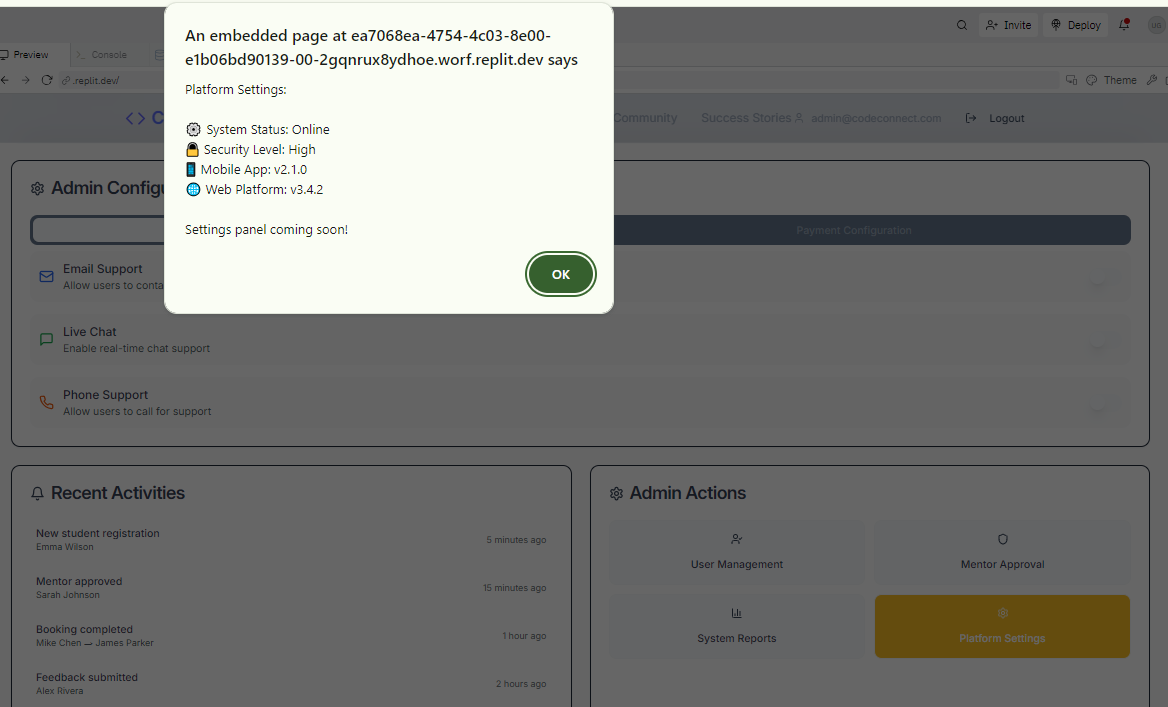 An embedded page at ea7068ea-4754-4c03-8e00-
e1b06bd90139-00-2gqnrux8ydhoe.worf.replit.dev says
Platform Settings:
System Status: Online
Security Level: High
Mobile App: v2.1.0
Web Platform: v3.4.2
Settings panel coming soon!
OK
Invite
Deploy
US
Preview
Console
.replit.dev/
Theme
C
Community
Success Stories
admin@codeconnect.com
Logout
Admin Configu
Payment Configuration
Email Support
Allow users to conta
Live Chat
Enable real-time chat support
Phone Support
Allow users to call for support
Recent Activities
New student registration
Emma Wilson
5 minutes ago
Mentor approved
Sarah Johnson
15 minutes ago
Booking completed
Mike Chen → James Parker
1 hour ago
Feedback submitted
Alex Rivera
2 hours ago
Admin Actions
User Management
Mentor Approval
System Reports
Platform Settings